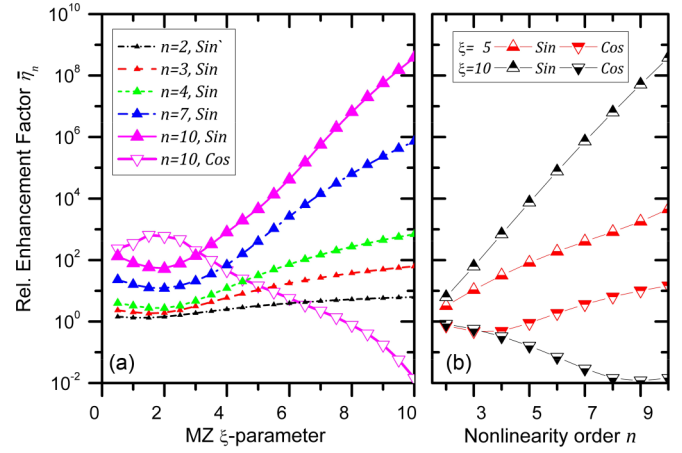 10^10
10^8
10^6
10^4
10^2
10^0
10^-2
Rel. Enhancement Factor η̄_n
n=2, Sin`
n=3, Sin
n=4, Sin
n=7, Sin
n=10, Sin
n=10, Cos
(a)
0 2 4 6 8 10
MZ ξ-parameter
ξ= 5 Sin Cos
ξ=10 Sin Cos
(b)
3 5 7 9
Nonlinearity order n